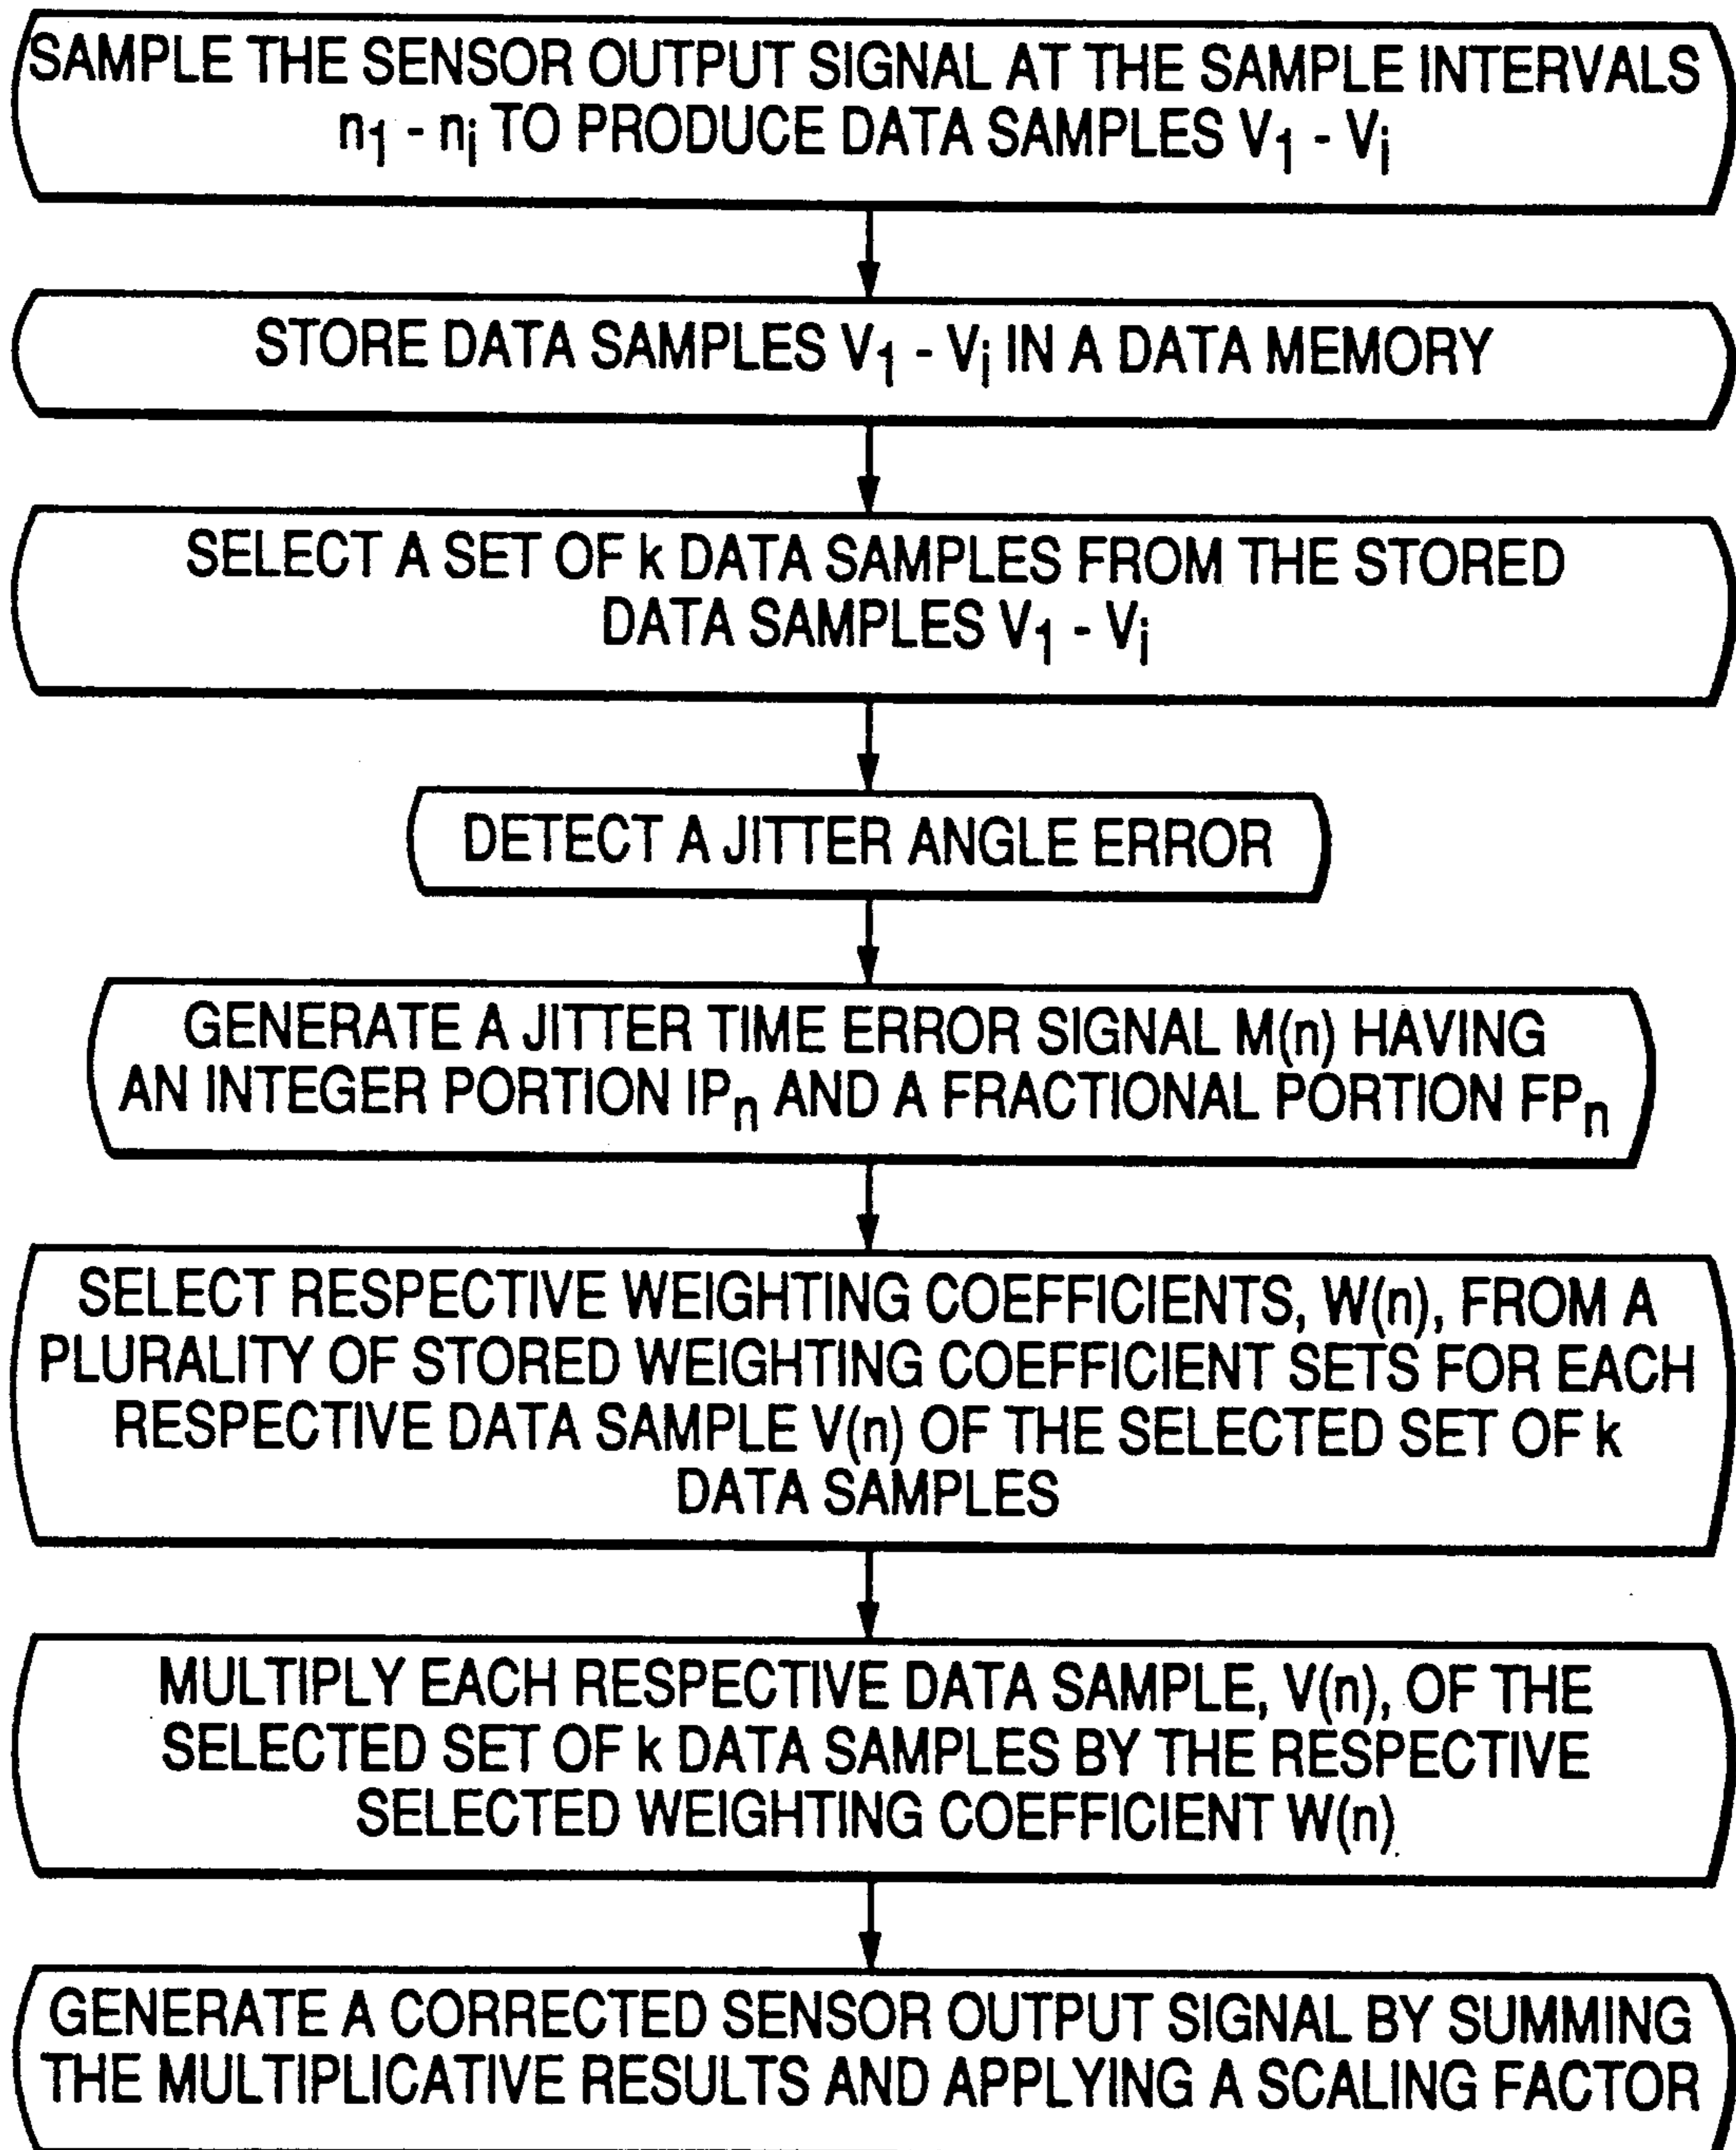 SAMPLE THE SENSOR OUTPUT SIGNAL AT THE SAMPLE INTERVALS
n₁ - nᵢ TO PRODUCE DATA SAMPLES V₁ - Vᵢ
STORE DATA SAMPLES V₁ - Vᵢ IN A DATA MEMORY
SELECT A SET OF k DATA SAMPLES FROM THE STORED
DATA SAMPLES V₁ - Vᵢ
DETECT A JITTER ANGLE ERROR
GENERATE A JITTER TIME ERROR SIGNAL M(n) HAVING
AN INTEGER PORTION IPₙ AND A FRACTIONAL PORTION FPₙ
SELECT RESPECTIVE WEIGHTING COEFFICIENTS, W(n), FROM A
PLURALITY OF STORED WEIGHTING COEFFICIENT SETS FOR EACH
RESPECTIVE DATA SAMPLE V(n) OF THE SELECTED SET OF k
DATA SAMPLES
MULTIPLY EACH RESPECTIVE DATA SAMPLE, V(n), OF THE
SELECTED SET OF k DATA SAMPLES BY THE RESPECTIVE
SELECTED WEIGHTING COEFFICIENT W(n)
GENERATE A CORRECTED SENSOR OUTPUT SIGNAL BY SUMMING
THE MULTIPLICATIVE RESULTS AND APPLYING A SCALING FACTOR